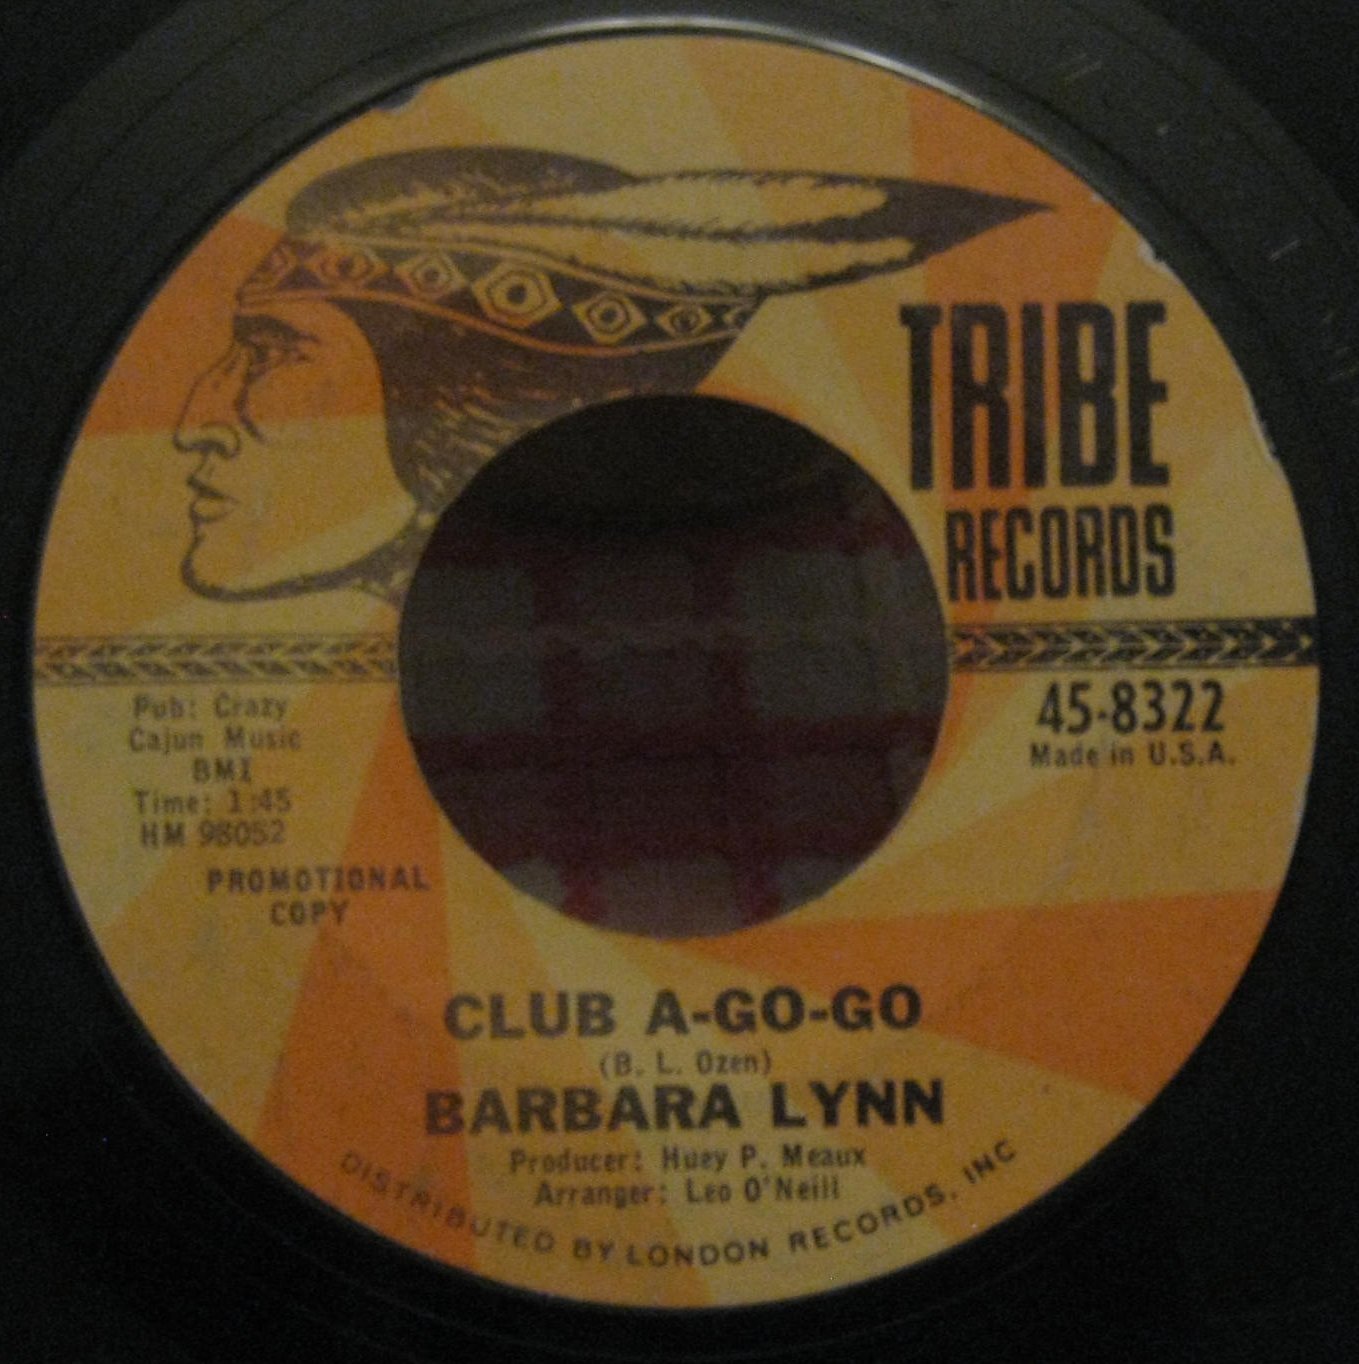 TRIBE
RECORDS
45-8322
Made in U.S.A.
Pub: Crazy
Cajun Music
BMI
Time: 1:45
HM 98052
PROMOTIONAL
COPY
CLUB A-GO-GO
(B. L. Ozen)
BARBARA LYNN
Producer: Huey P. Meaux
Arranger: Leo O'Neill
DISTRIBUTED BY LONDON RECORDS, INC